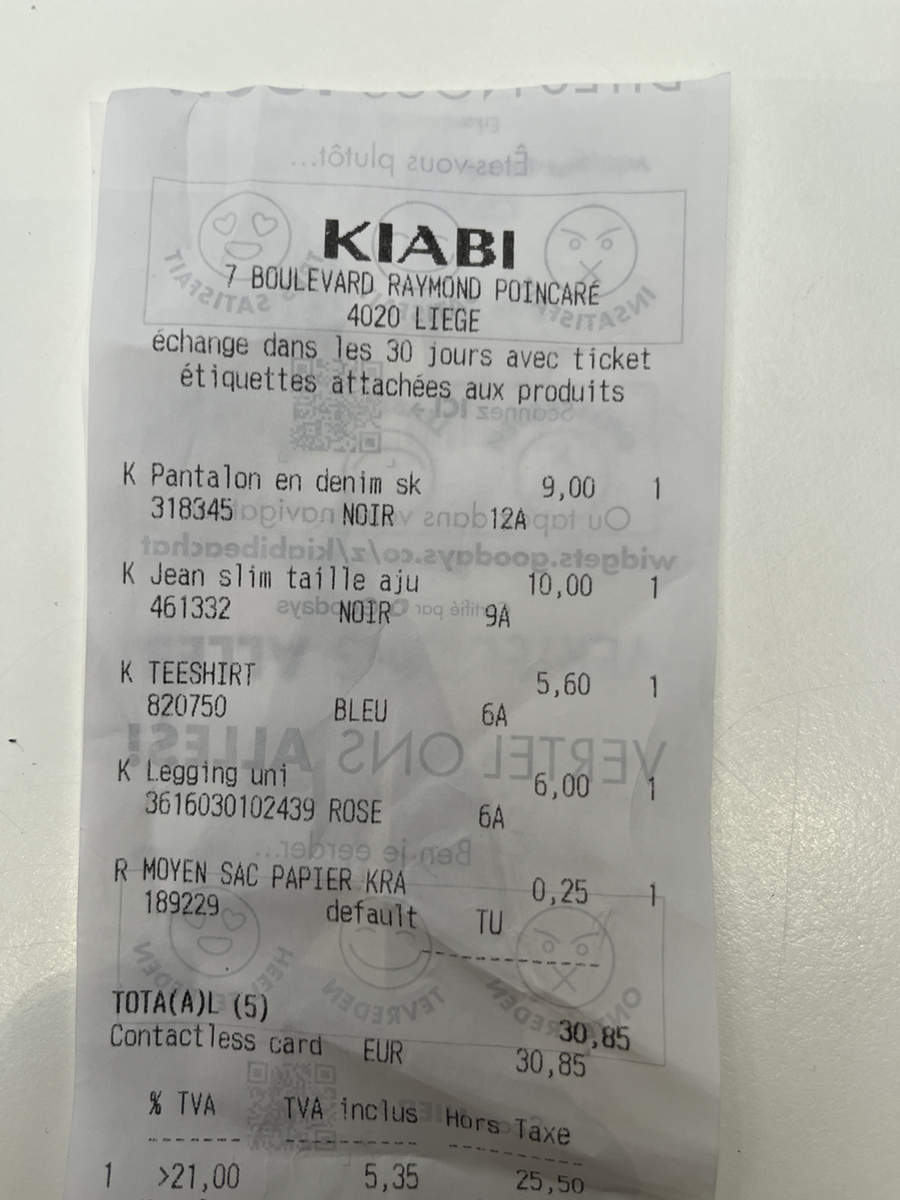 KIABI
7 BOULEVARD RAYMOND POINCARÉ
4020 LIEGE
échange dans les 30 jours avec ticket
étiquettes attachées aux produits
K Pantalon en denim sk 9,00 1
318345 NOIR 12A
K Jean slim taille aju 10,00 1
461332 NOIR 9A
K TEESHIRT 5,60 1
820750 BLEU 6A
K Legging uni 6,00 1
3616030102439 ROSE 6A
R MOYEN SAC PAPIER KRA 0,25 1
189229 default TU
TOTA(A)L (5) 30,85
Contactless card EUR 30,85
% TVA TVA inclus Hors Taxe
1 >21,00 5,35 25,50